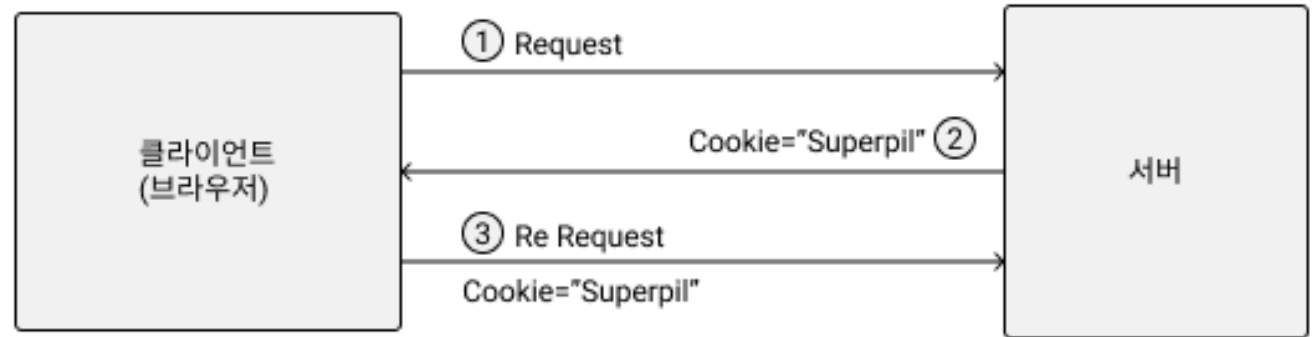 ① Request
Cookie="Superpil" ②
클라이언트
(브라우저)
서버
③ Re Request
Cookie="Superpil"